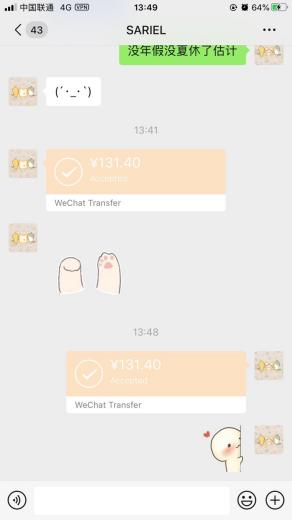 中国联通 4G VPN 13:49 64%
43 SARIEL
没年假没夏休了估计
(´･_･`)
13:41
¥131.40
Accepted
WeChat Transfer
13:48
¥131.40
Accepted
WeChat Transfer